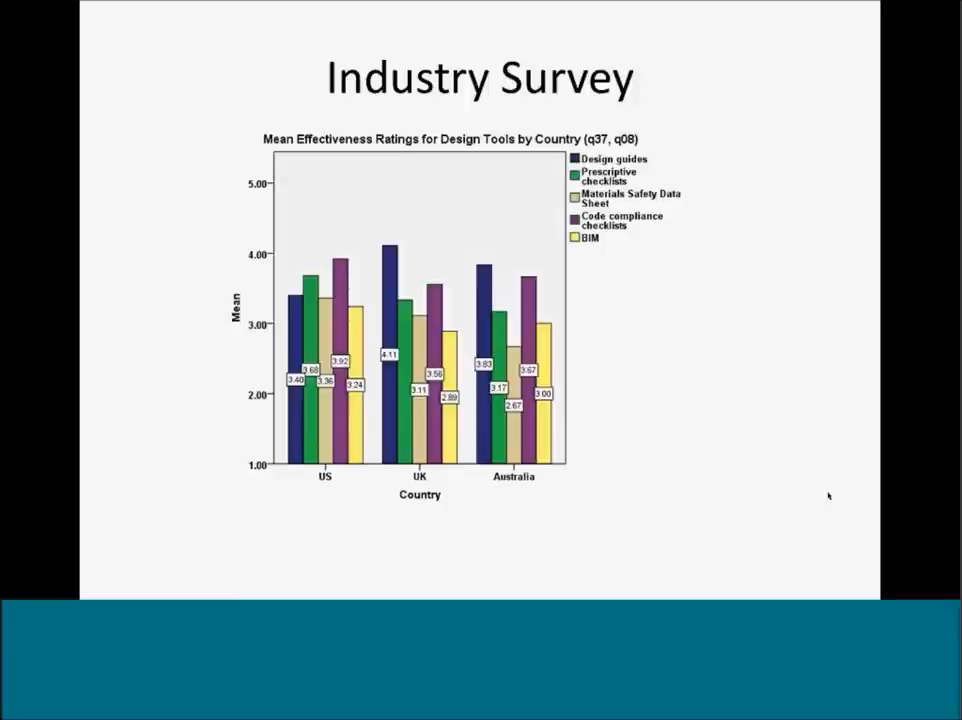 Industry Survey
Mean Effectiveness Ratings for Design Tools by Country (q37, q08)
Design guides
Prescriptive
checklists
Materials Safety Data
Sheet
Code compliance
checklists
BIM
5.00
4.00
3.00
2.00
1.00
Mean
3.40
3.68
3.36
3.92
3.24
4.11
3.11
3.56
2.89
3.83
3.17
2.67
3.67
3.00
US
UK
Australia
Country